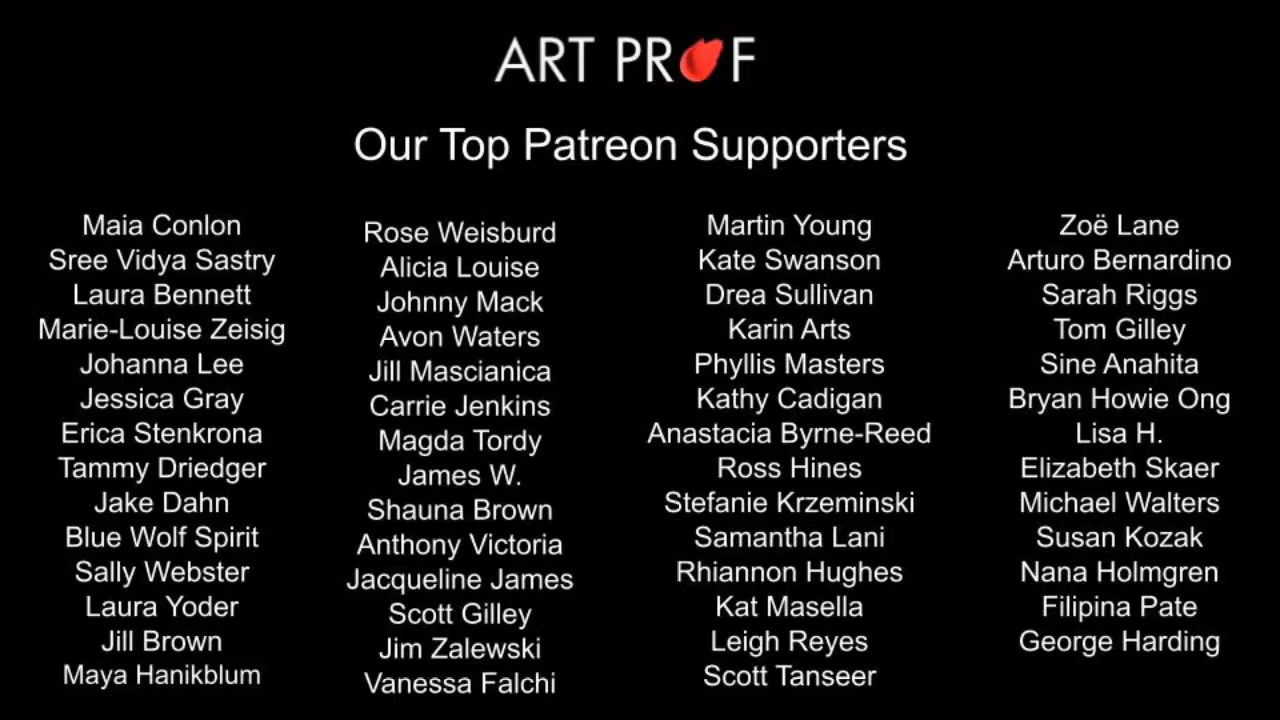 ART PROF
Our Top Patreon Supporters
Maia Conlon
Sree Vidya Sastry
Laura Bennett
Marie-Louise Zeisig
Johanna Lee
Jessica Gray
Erica Stenkrona
Tammy Driedger
Jake Dahn
Blue Wolf Spirit
Sally Webster
Laura Yoder
Jill Brown
Maya Hanikblum
Rose Weisburd
Alicia Louise
Johnny Mack
Avon Waters
Jill Mascianica
Carrie Jenkins
Magda Tordy
James W.
Shauna Brown
Anthony Victoria
Jacqueline James
Scott Gilley
Jim Zalewski
Vanessa Falchi
Martin Young
Kate Swanson
Drea Sullivan
Karin Arts
Phyllis Masters
Kathy Cadigan
Anastacia Byrne-Reed
Ross Hines
Stefanie Krzeminski
Samantha Lani
Rhiannon Hughes
Kat Masella
Leigh Reyes
Scott Tanseer
Zoë Lane
Arturo Bernardino
Sarah Riggs
Tom Gilley
Sine Anahita
Bryan Howie Ong
Lisa H.
Elizabeth Skaer
Michael Walters
Susan Kozak
Nana Holmgren
Filipina Pate
George Harding